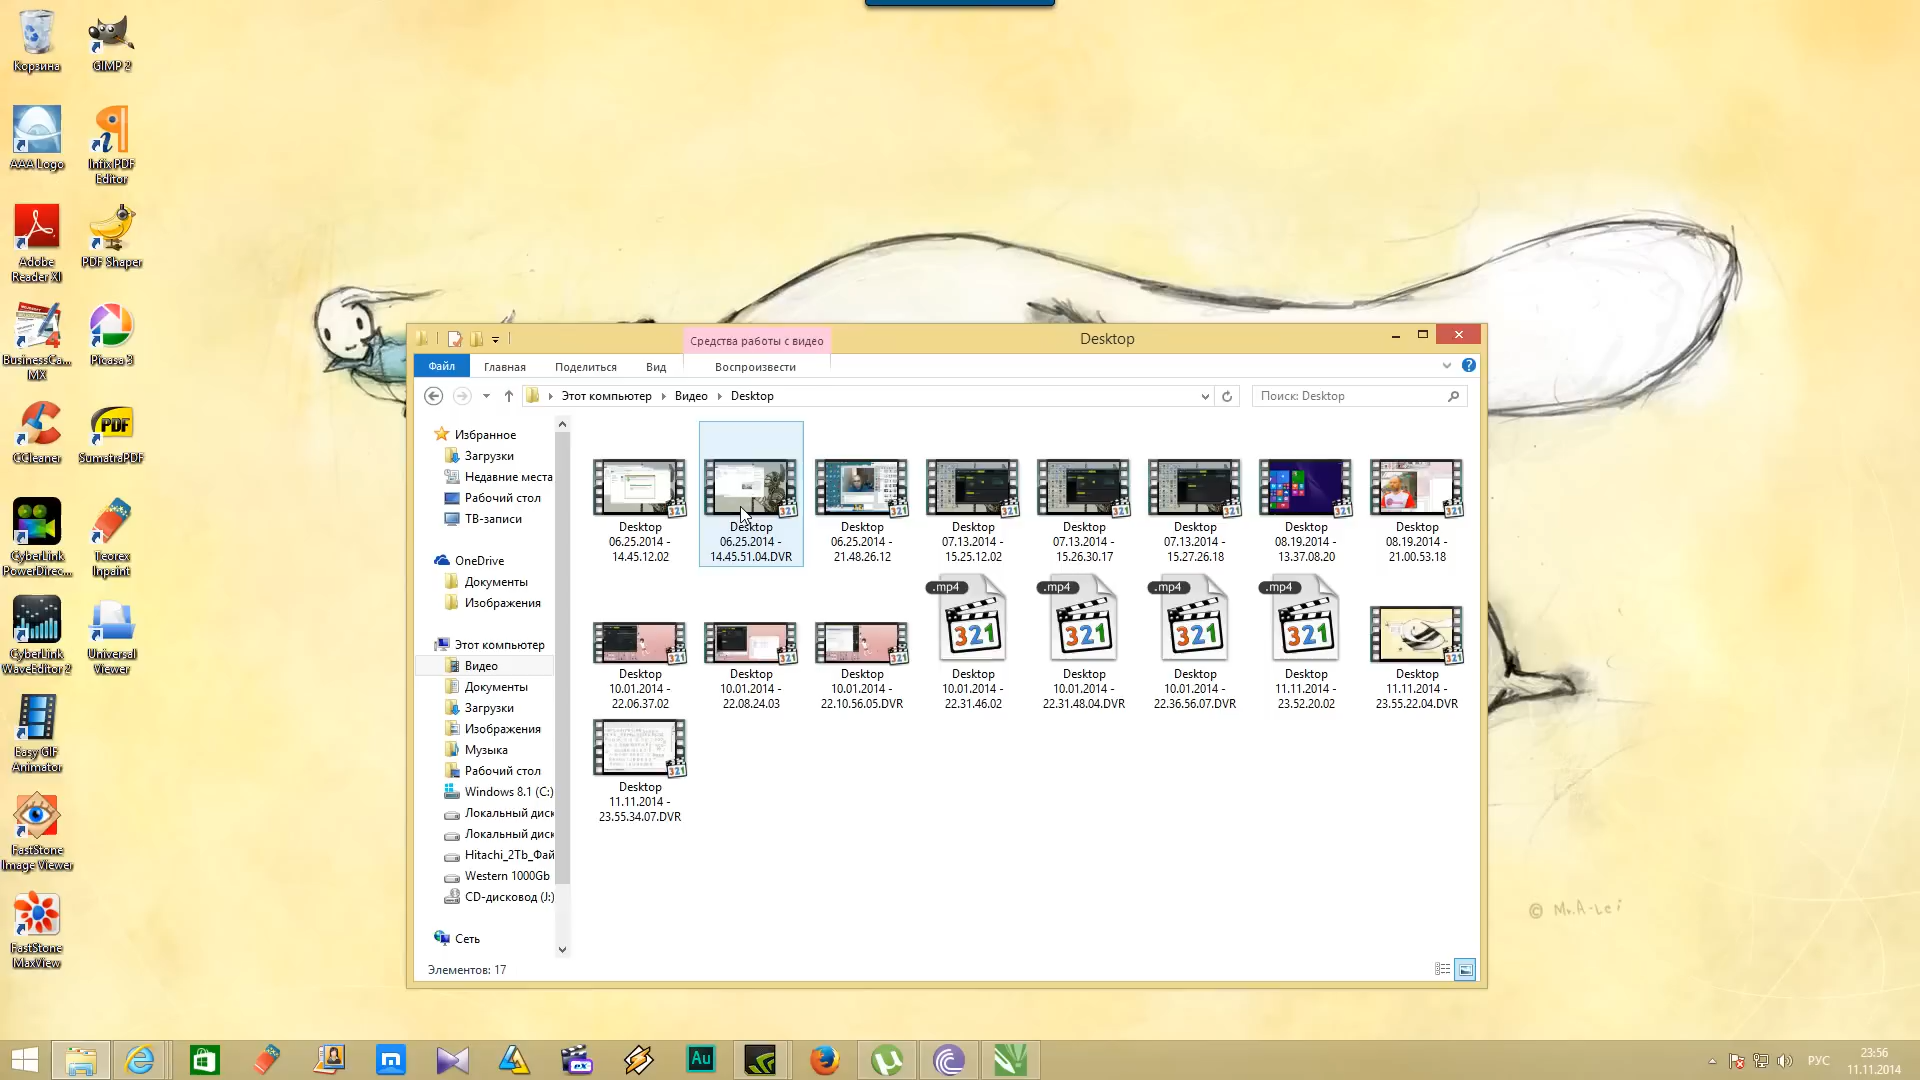 Корзина
GIMP 2
AAA Logo
Infix PDF
Editor
Adobe
Reader XI
PDF Shaper
BusinessCa...
MX
Picasa 3
CCleaner
SumatraPDF
CyberLink
PowerDirec...
Teorex
Inpaint
CyberLink
WaveEditor 2
Universal
Viewer
Easy GIF
Animator
FastStone
Image Viewer
FastStone
MaxView
Средства работы с видео
Desktop
Файл
Главная
Поделиться
Вид
Воспроизвести
Этот компьютер
Видео
Desktop
Поиск: Desktop
Избранное
Загрузки
Недавние места
Рабочий стол
ТВ-записи
OneDrive
Документы
Изображения
Этот компьютер
Видео
Документы
Загрузки
Изображения
Музыка
Рабочий стол
Windows 8.1 (C:)
Локальный диск
Локальный диск
Hitachi_2Tb_Фай
Western 1000Gb
CD-дисковод (J:)
Сеть
Desktop
06.25.2014 -
14.45.12.02
Desktop
06.25.2014 -
14.45.51.04.DVR
Desktop
06.25.2014 -
21.48.26.12
Desktop
07.13.2014 -
15.25.12.02
Desktop
07.13.2014 -
15.26.30.17
Desktop
07.13.2014 -
15.27.26.18
Desktop
08.19.2014 -
13.37.08.20
Desktop
08.19.2014 -
21.00.53.18
Desktop
10.01.2014 -
22.06.37.02
Desktop
10.01.2014 -
22.08.24.03
Desktop
10.01.2014 -
22.10.56.05.DVR
.mp4
321
Desktop
10.01.2014 -
22.31.46.02
.mp4
321
Desktop
10.01.2014 -
22.31.48.04.DVR
.mp4
321
Desktop
10.01.2014 -
22.36.56.07.DVR
.mp4
321
Desktop
11.11.2014 -
23.52.20.02
Desktop
11.11.2014 -
23.55.22.04.DVR
Desktop
11.11.2014 -
23.55.34.07.DVR
Элементов: 17
© Mr.A-Lei
Au
РУС
23:56
11.11.2014